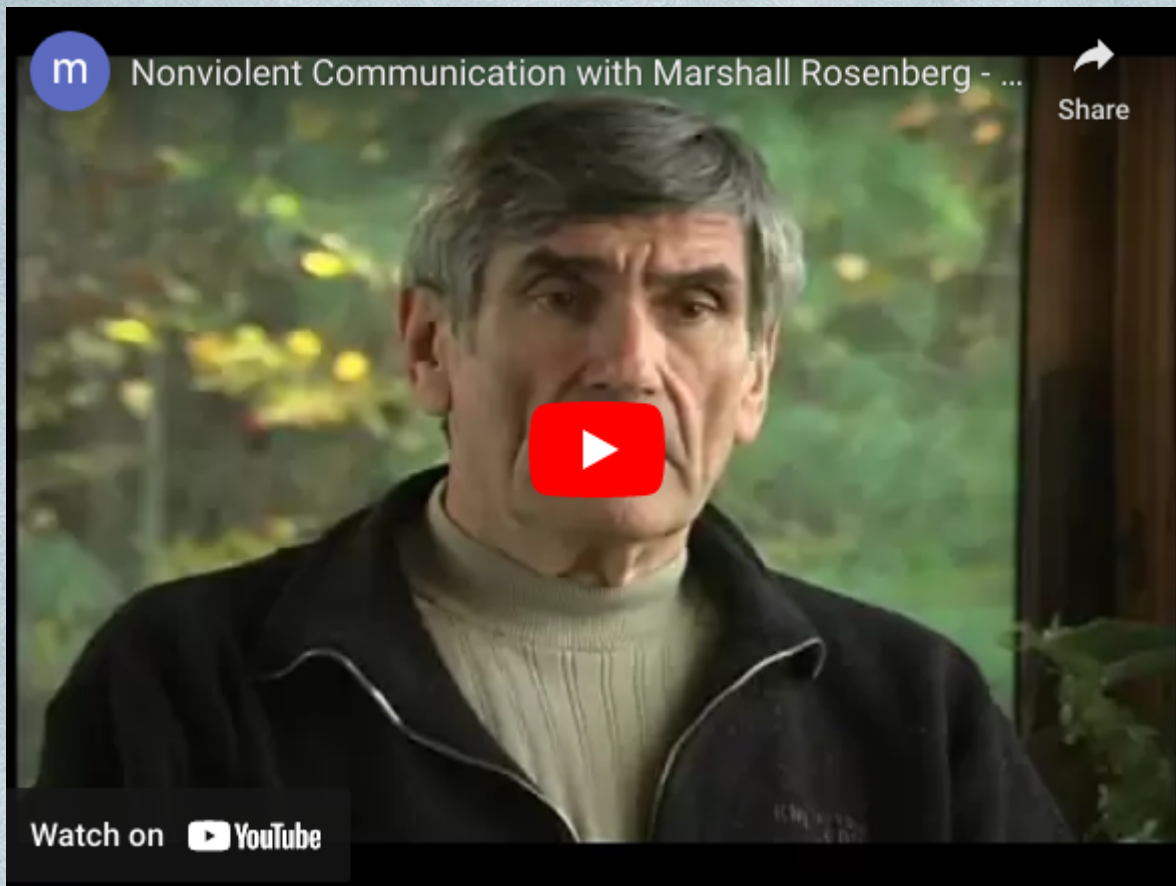 m
Nonviolent Communication with Marshall Rosenberg - ...
Share
Watch on YouTube